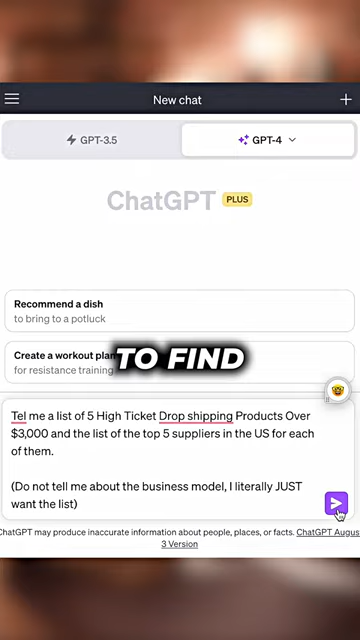 New chat
GPT-3.5
GPT-4
ChatGPT PLUS
Recommend a dish
to bring to a potluck
Create a workout plan
for resistance training
TO FIND
Tel me a list of 5 High Ticket Drop shipping Products Over
$3,000 and the list of the top 5 suppliers in the US for each
of them.
(Do not tell me about the business model, I literally JUST
want the list)
ChatGPT may produce inaccurate information about people, places, or facts. ChatGPT Augus
3 Version